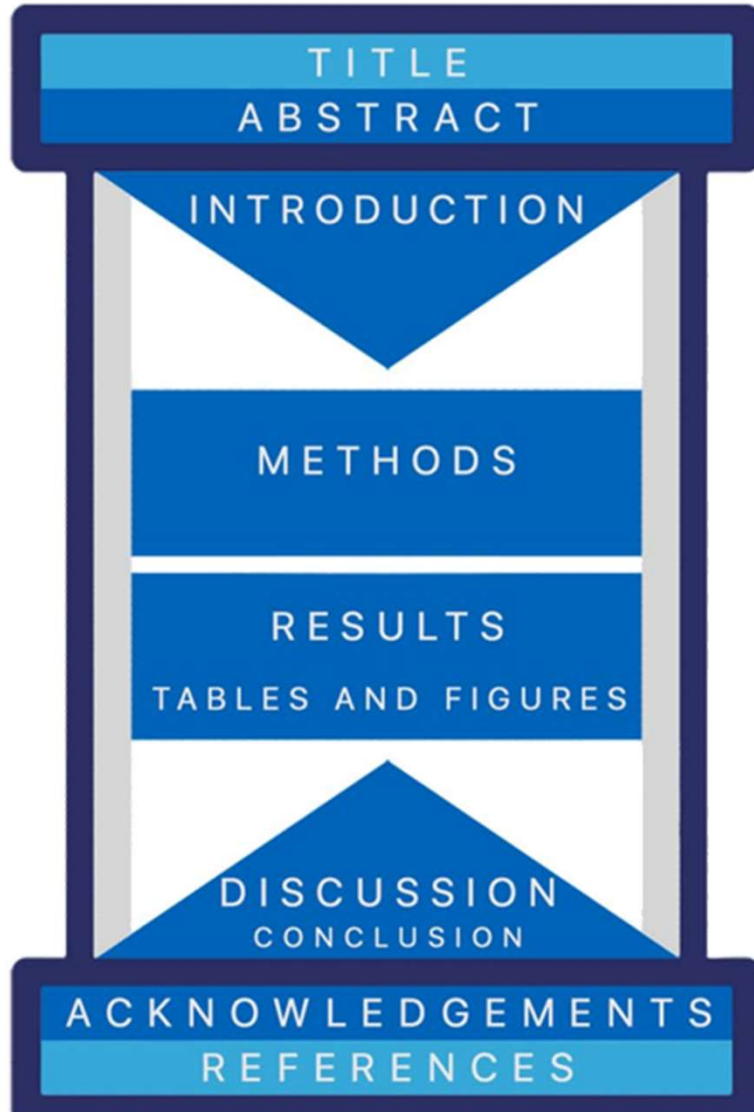 TITLE
ABSTRACT
INTRODUCTION
METHODS
RESULTS
TABLES AND FIGURES
DISCUSSION
CONCLUSION
ACKNOWLEDGEMENTS
REFERENCES